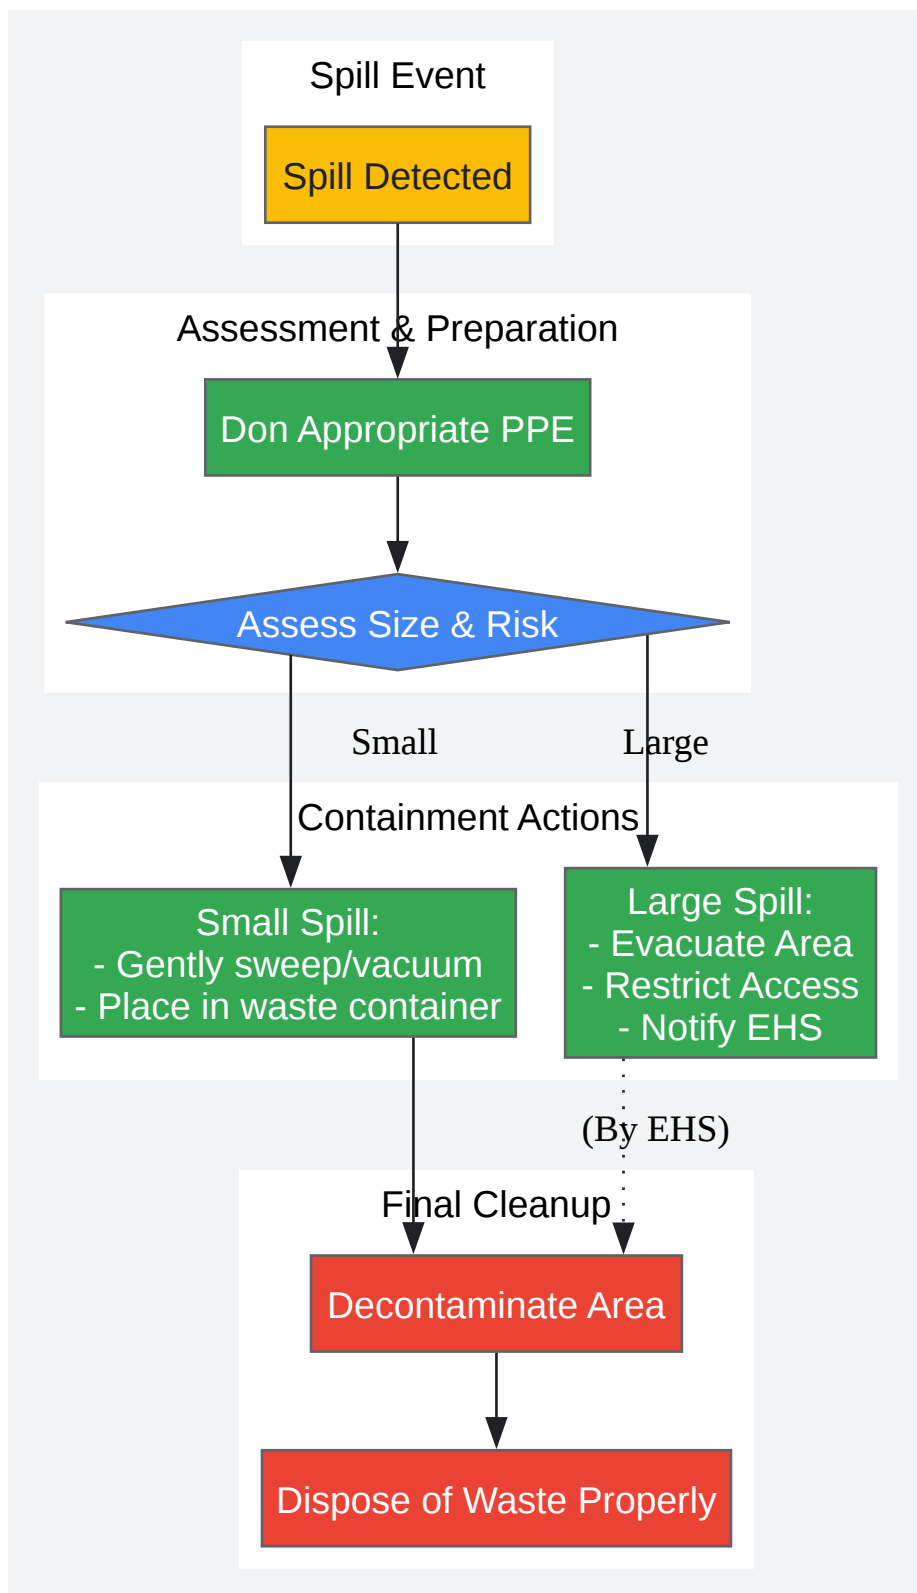 Spill Event
Spill Detected
Assessment & Preparation
Don Appropriate PPE
Assess Size & Risk
Small
Large
Containment Actions
Small Spill:
- Gently sweep/vacuum
- Place in waste container
Large Spill:
- Evacuate Area
- Restrict Access
- Notify EHS
(By EHS)
Final Cleanup
Decontaminate Area
Dispose of Waste Properly